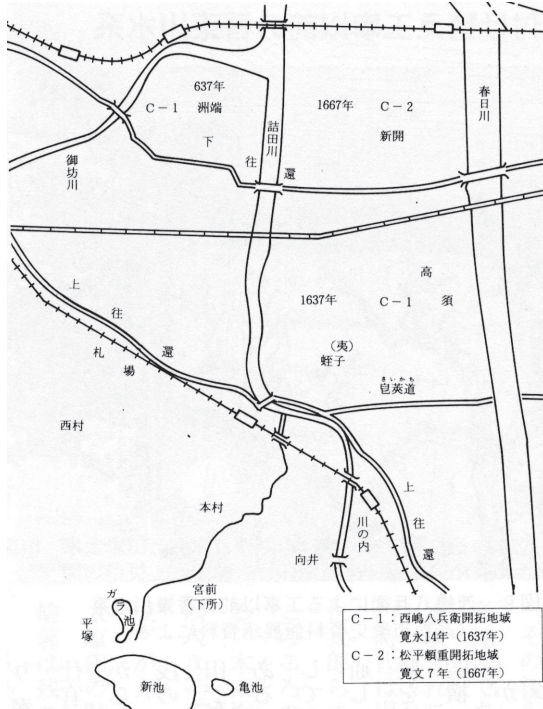 637年
C－1 洲端
1667年 C－2
新開
春日川
詰田川
御坊川
下往還
上往還
札場
1637年 C－1
高須
(夷)
蛭子
さいかち
皀莢道
西村
本村
川の内
向井
上往還
宮前
(下所)
ガラ池
平塚
新池
亀池
C－1：西嶋八兵衛開拓地域
寛永14年（1637年）
C－2：松平頼重開拓地域
寛文7年（1667年）